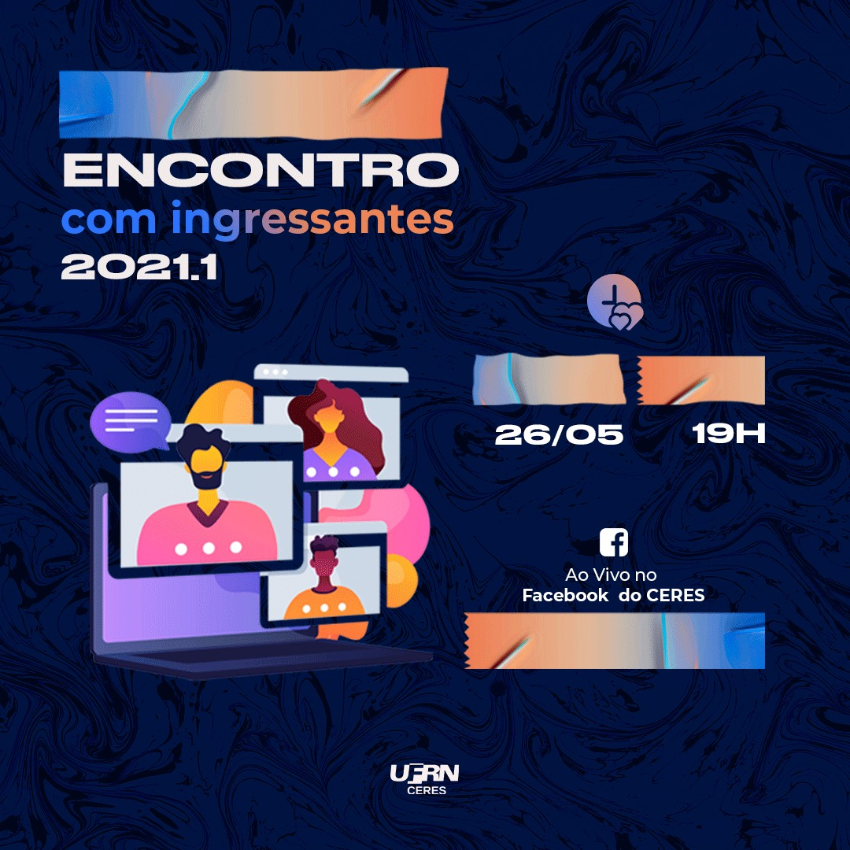 ENCONTRO
com ingressantes
2021.1
26/05
19H
Ao Vivo no
Facebook do CERES
UFRN
CERES